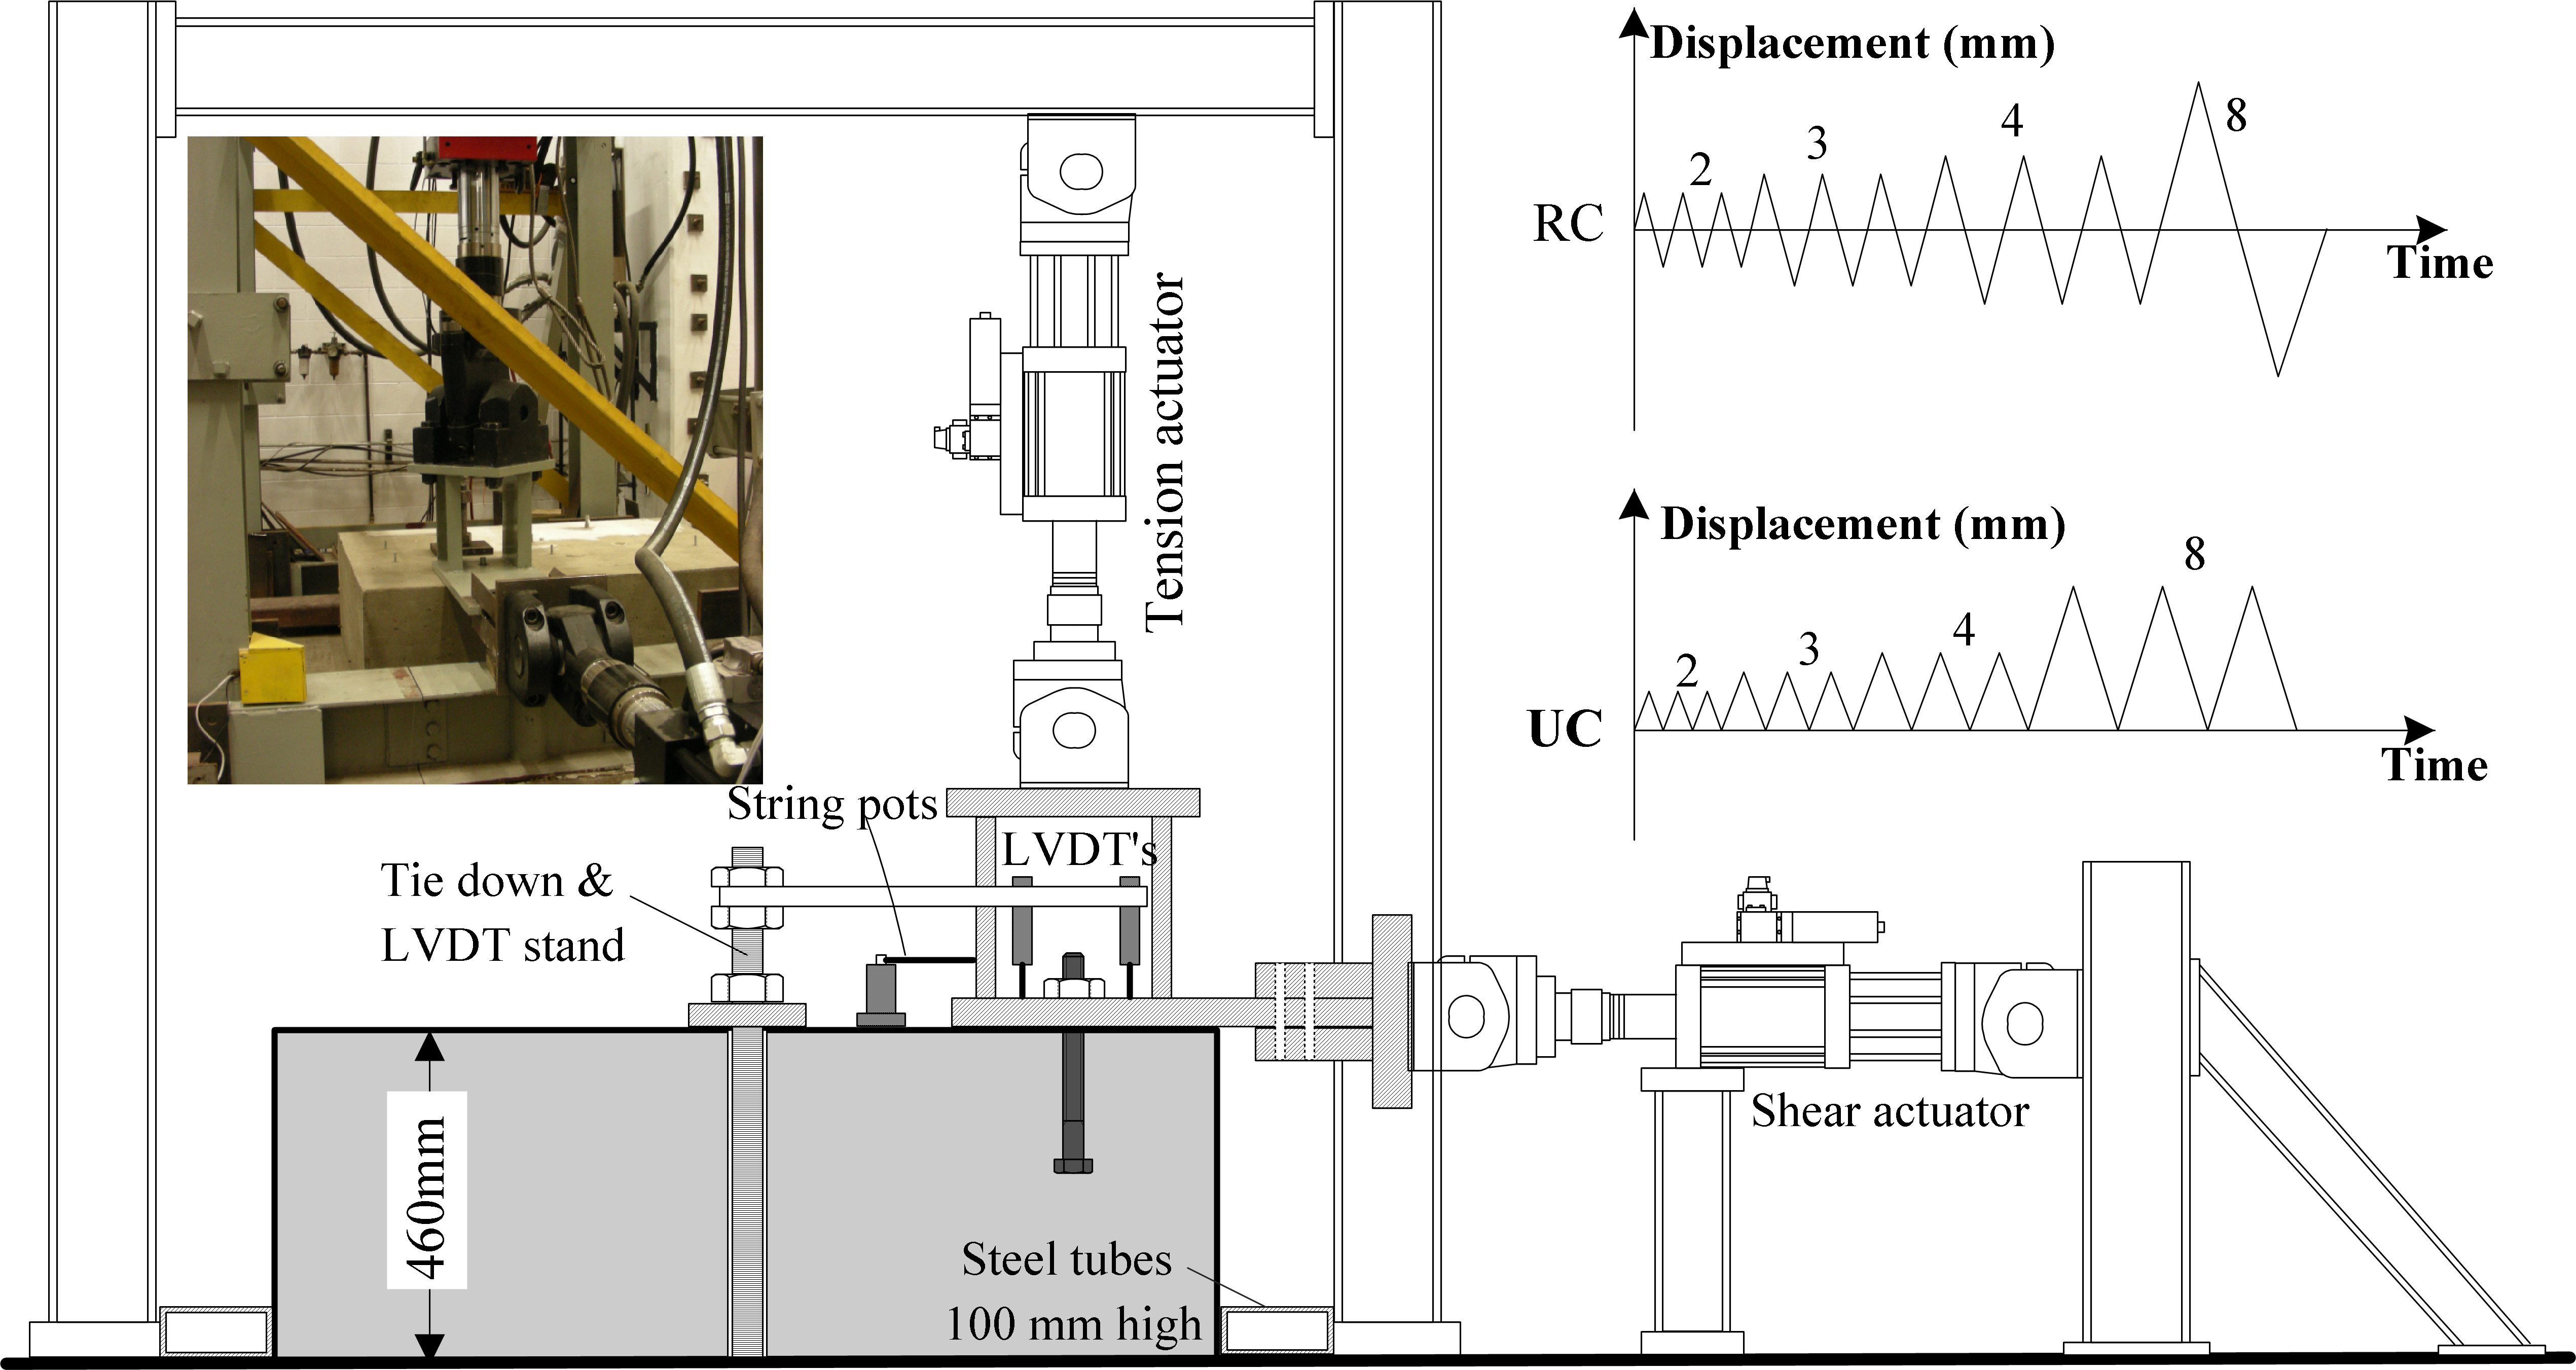 Displacement (mm)
2
3
4
8
RC
Time
Tension actuator
Displacement (mm)
2
3
4
8
UC
Time
String pots
LVDT's
Tie down &
LVDT stand
Shear actuator
460mm
Steel tubes
100 mm high